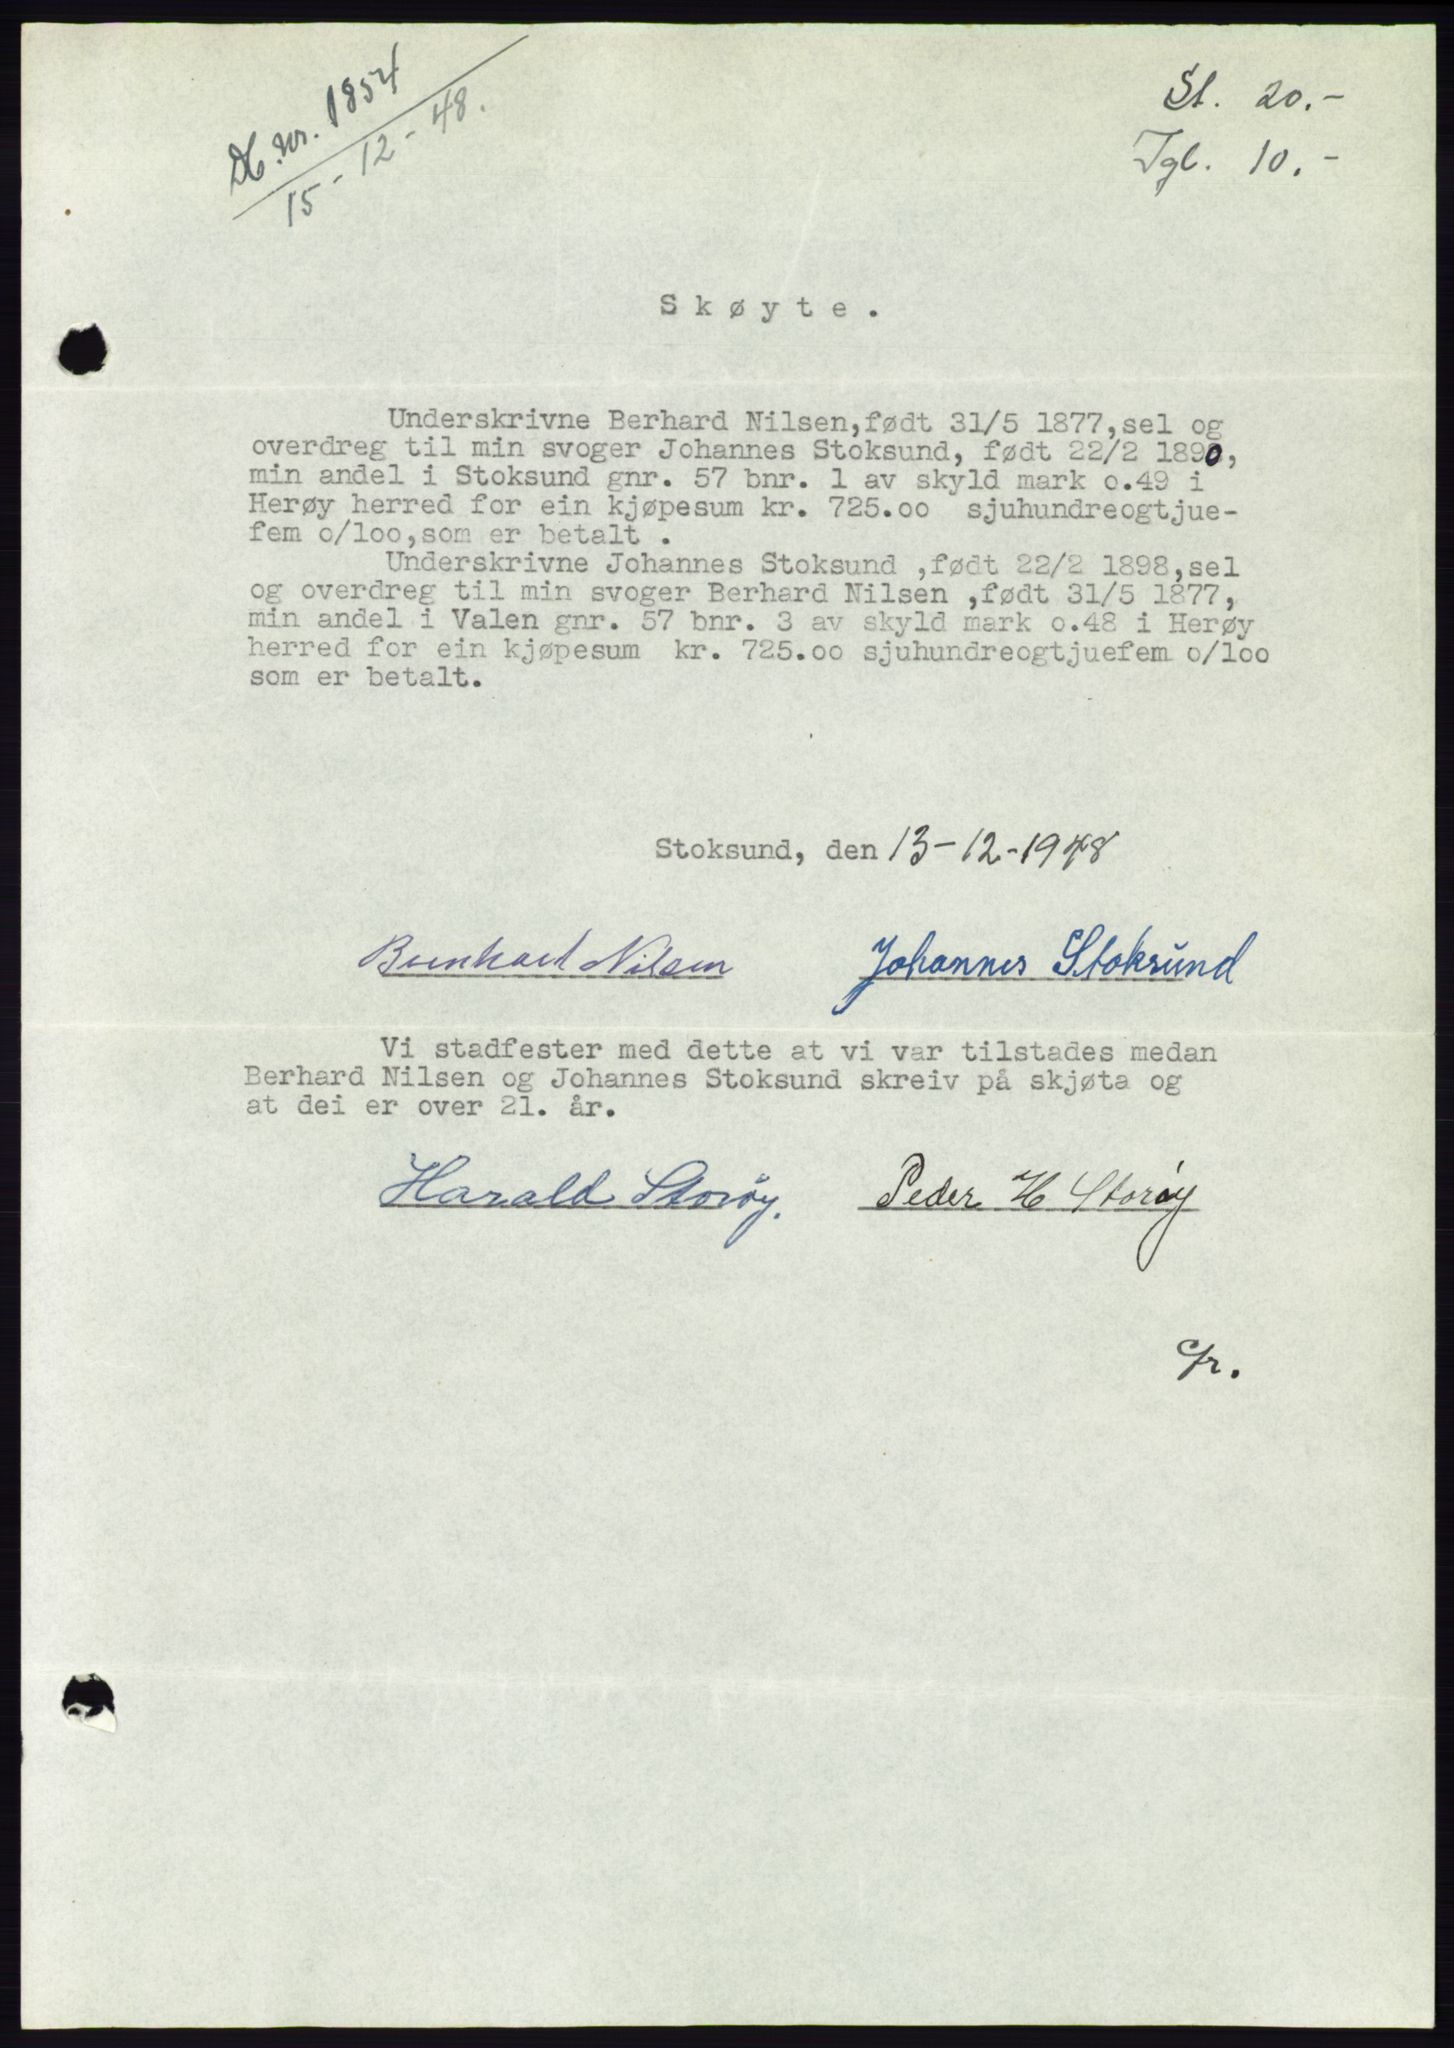 D. nr. 1854
15-12-48.
St. 20.-
Tgl. 10.-
Skøyte.
Underskrivne Berhard Nilsen,født 31/5 1877,sel og
overdreg til min svoger Johannes Stoksund, født 22/2 1890,
min andel i Stoksund gnr. 57 bnr. 1 av skyld mark o.49 i
Herøy herred for ein kjøpesum kr. 725.oo sjuhundreogtjue-
fem o/loo,som er betalt .
Underskrivne Johannes Stoksund ,født 22/2 1898,sel
og overdreg til min svoger Berhard Nilsen ,født 31/5 1877,
min andel i Valen gnr. 57 bnr. 3 av skyld mark o.48 i Herøy
herred for ein kjøpesum kr. 725.oo sjuhundreogtjuefem o/loo
som er betalt.
Stoksund, den 13-12-1948
Bernhard Nilsen Johannes Stoksund
Vi stadfester med dette at vi var tilstades medan
Berhard Nilsen og Johannes Stoksund skreiv på skjøta og
at dei er over 21. år.
Harald Storøy. Peder H Storøy